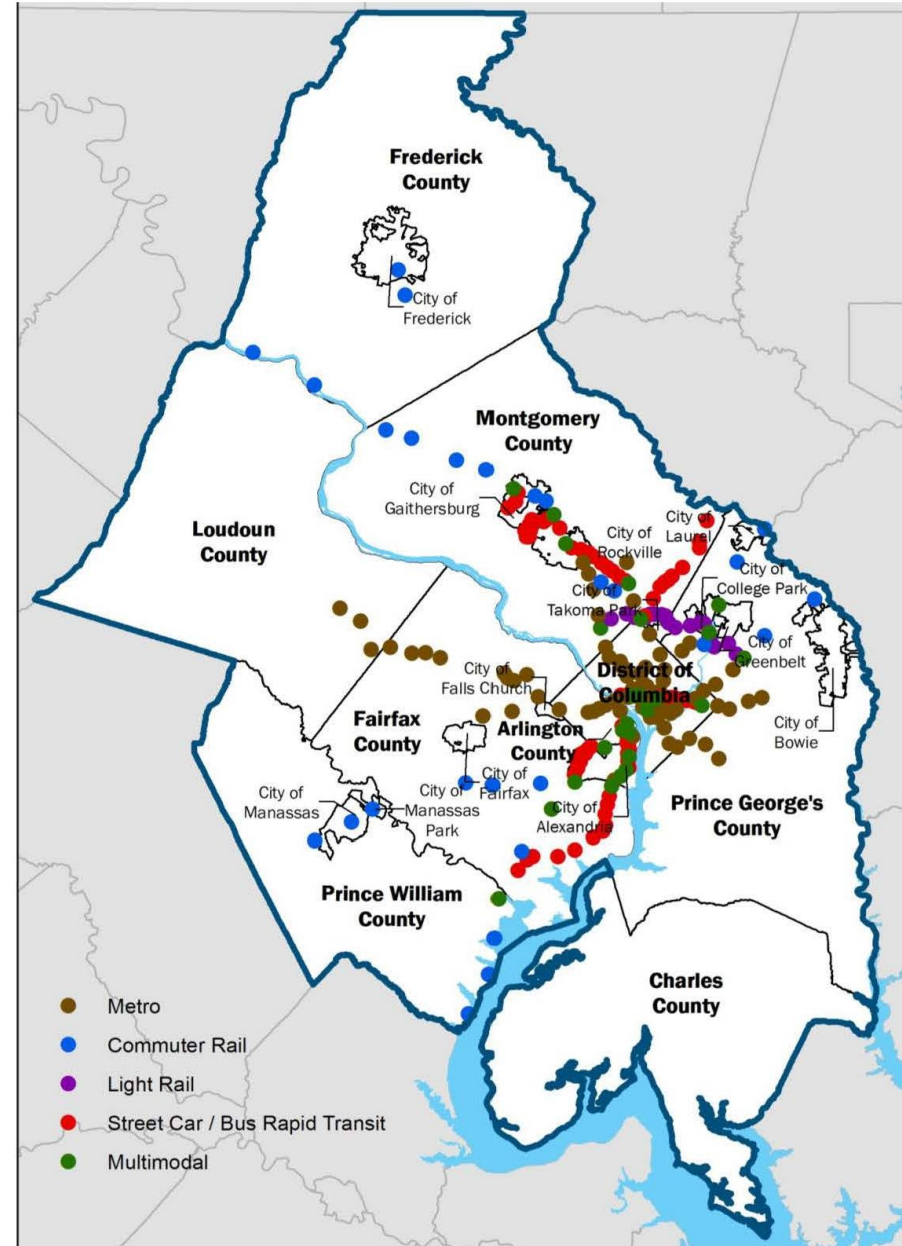 Frederick
County
City of
Frederick
Montgomery
County
City of
Gaithersburg
Loudoun
County
City of
Rockville
City of
Laurel
City of
College Park
City of
Takoma Park
City of
Greenbelt
City of
Falls Church
District of
Columbia
Fairfax
County
Arlington
County
City of
Bowie
City of
Manassas
City of
Manassas
Park
City of
Fairfax
City of
Alexandria
Prince George's
County
Prince William
County
Charles
County
Metro
Commuter Rail
Light Rail
Street Car / Bus Rapid Transit
Multimodal